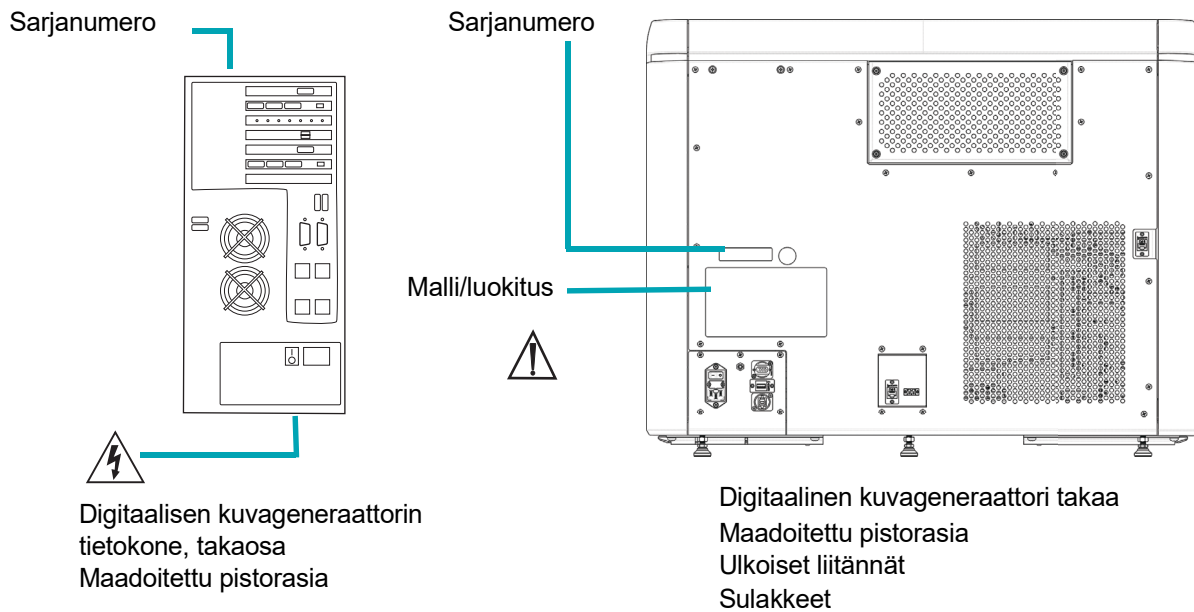 Sarjanumero
Sarjanumero
Malli/luokitus
Digitaalisen kuvageneraattorin
tietokone, takaosa
Maadoitettu pistorasia
Digitaalinen kuvageneraattori takaa
Maadoitettu pistorasia
Ulkoiset liitännät
Sulakkeet